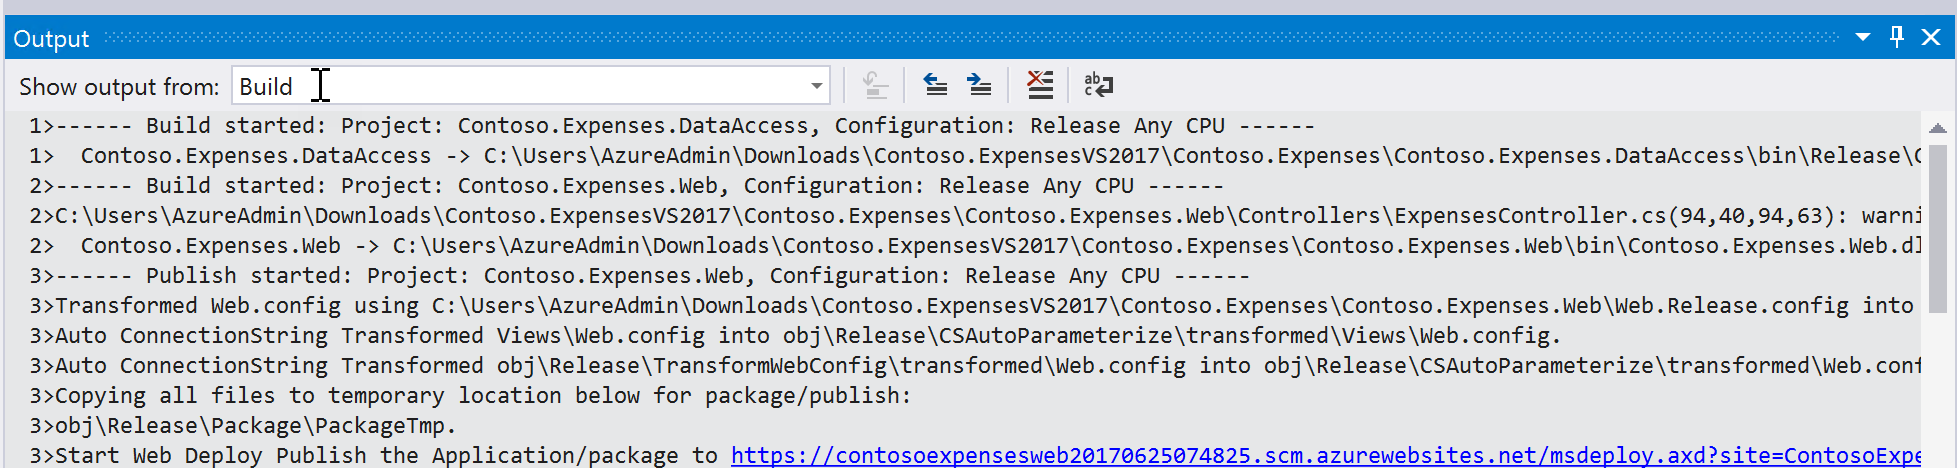 Output
Show output from: Build
1>------ Build started: Project: Contoso.Expenses.DataAccess, Configuration: Release Any CPU ------
1>  Contoso.Expenses.DataAccess -> C:\Users\AzureAdmin\Downloads\Contoso.ExpensesVS2017\Contoso.Expenses\Contoso.Expenses.DataAccess\bin\Release\
2>------ Build started: Project: Contoso.Expenses.Web, Configuration: Release Any CPU ------
2>C:\Users\AzureAdmin\Downloads\Contoso.ExpensesVS2017\Contoso.Expenses\Contoso.Expenses.Web\Controllers\ExpensesController.cs(94,40,94,63): warni
2>  Contoso.Expenses.Web -> C:\Users\AzureAdmin\Downloads\Contoso.ExpensesVS2017\Contoso.Expenses\Contoso.Expenses.Web\bin\Contoso.Expenses.Web.dl
3>------ Publish started: Project: Contoso.Expenses.Web, Configuration: Release Any CPU ------
3>Transformed Web.config using C:\Users\AzureAdmin\Downloads\Contoso.ExpensesVS2017\Contoso.Expenses\Contoso.Expenses.Web\Web.Release.config into
3>Auto ConnectionString Transformed Views\Web.config into obj\Release\CSAutoParameterize\transformed\Views\Web.config.
3>Auto ConnectionString Transformed obj\Release\TransformWebConfig\transformed\Web.config into obj\Release\CSAutoParameterize\transformed\Web.conf
3>Copying all files to temporary location below for package/publish:
3>obj\Release\Package\PackageTmp.
3>Start Web Deploy Publish the Application/package to https://contosoexpensesweb20170625074825.scm.azurewebsites.net/msdeploy.axd?site=ContosoExpe